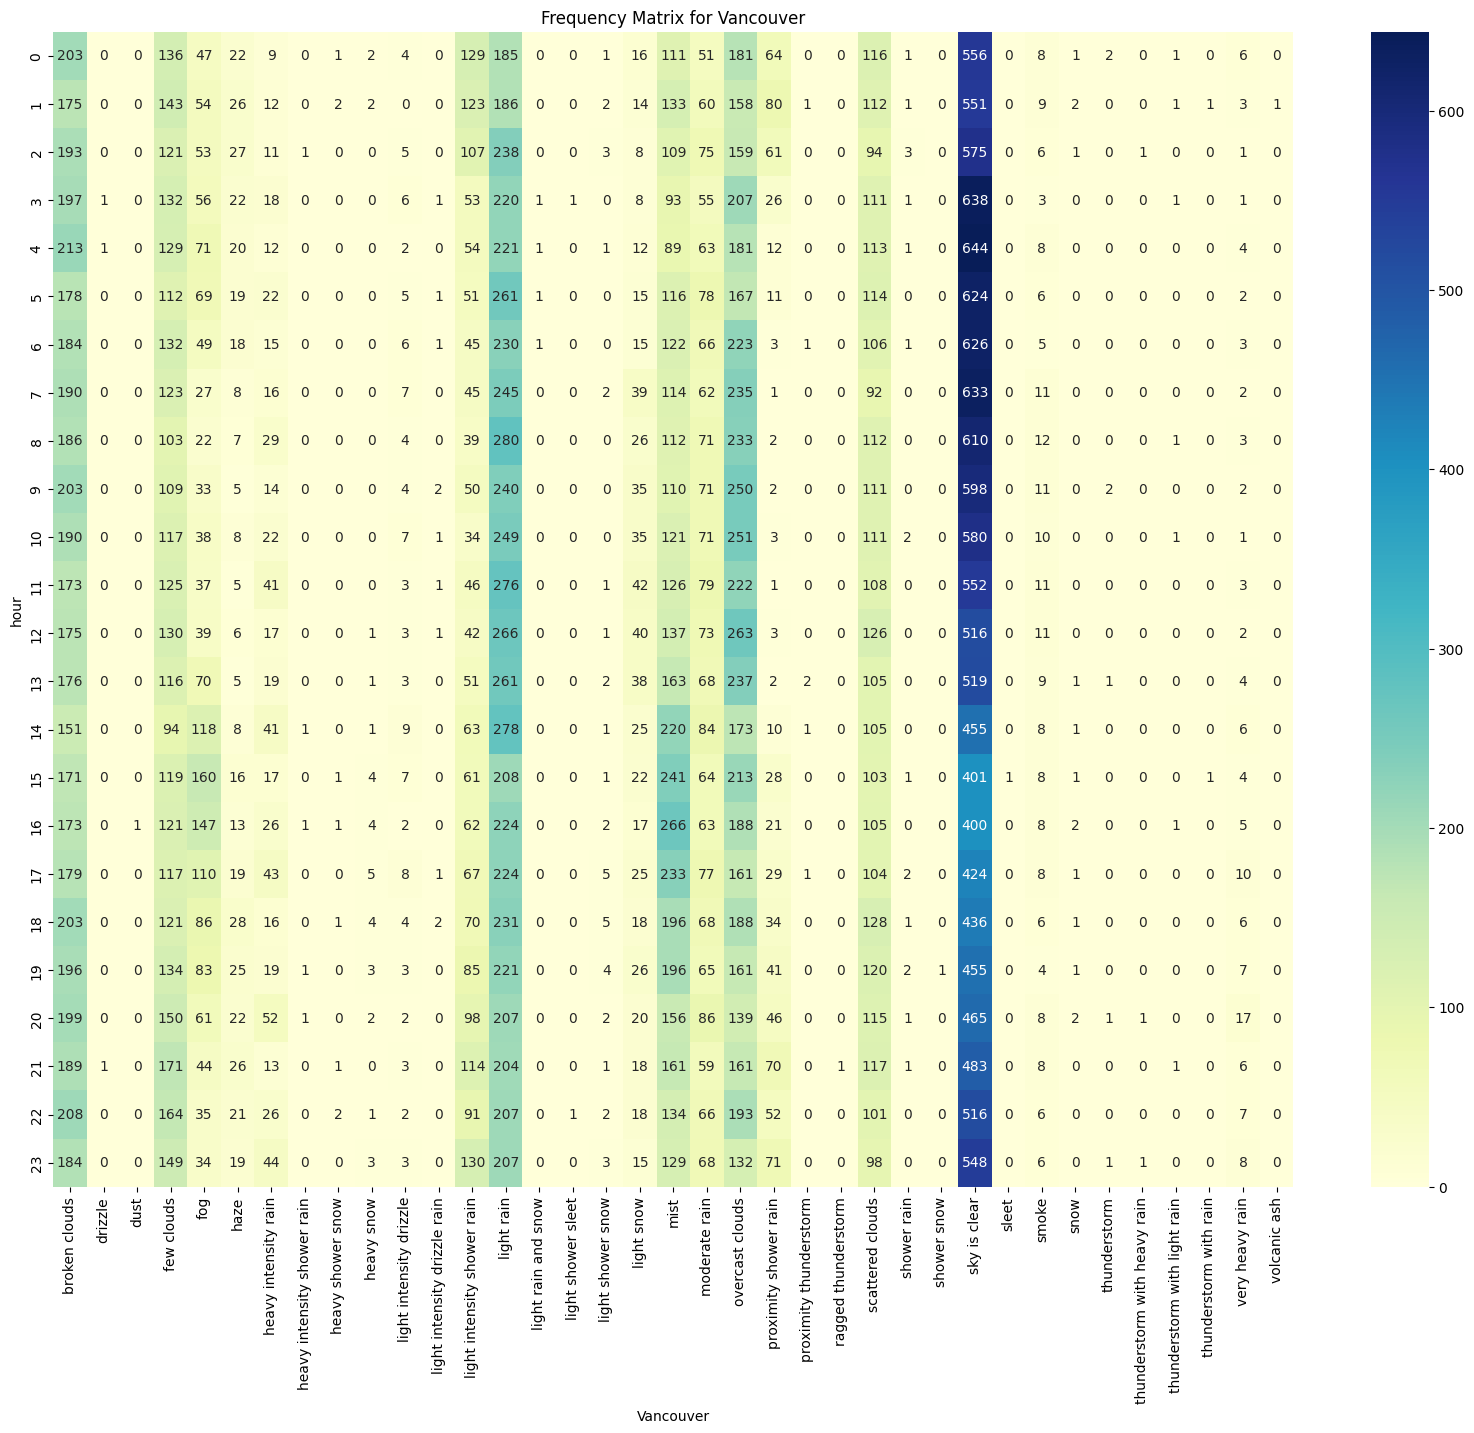 Frequency Matrix for Vancouver
0 203 0 0 136 47 22 9 0 1 2 4 0 129 185 0 0 1 16 111 51 181 64 0 0 116 1 0 556 0 8 1 2 0 1 0 6 0
1 175 0 0 143 54 26 12 0 2 2 0 0 123 186 0 0 2 14 133 60 158 80 1 0 112 1 0 551 0 9 2 0 0 1 1 3 1
2 193 0 0 121 53 27 11 1 0 0 5 0 107 238 0 0 3 8 109 75 159 61 0 0 94 3 0 575 0 6 1 0 1 0 0 1 0
3 197 1 0 132 56 22 18 0 0 0 6 1 53 220 1 1 0 8 93 55 207 26 0 0 111 1 0 638 0 3 0 0 0 1 0 1 0
4 213 1 0 129 71 20 12 0 0 0 2 0 54 221 1 0 1 12 89 63 181 12 0 0 113 1 0 644 0 8 0 0 0 0 0 4 0
5 178 0 0 112 69 19 22 0 0 0 5 1 51 261 1 0 0 15 116 78 167 11 0 0 114 0 0 624 0 6 0 0 0 0 0 2 0
6 184 0 0 132 49 18 15 0 0 0 6 1 45 230 1 0 0 15 122 66 223 3 1 0 106 1 0 626 0 5 0 0 0 0 0 3 0
7 190 0 0 123 27 8 16 0 0 0 7 0 45 245 0 0 2 39 114 62 235 1 0 0 92 0 0 633 0 11 0 0 0 0 0 2 0
8 186 0 0 103 22 7 29 0 0 0 4 0 39 280 0 0 0 26 112 71 233 2 0 0 112 0 0 610 0 12 0 0 0 1 0 3 0
9 203 0 0 109 33 5 14 0 0 0 4 2 50 240 0 0 0 35 110 71 250 2 0 0 111 0 0 598 0 11 0 2 0 0 0 2 0
10 190 0 0 117 38 8 22 0 0 0 7 1 34 249 0 0 0 35 121 71 251 3 0 0 111 2 0 580 0 10 0 0 0 1 0 1 0
11 173 0 0 125 37 5 41 0 0 0 3 1 46 276 0 0 1 42 126 79 222 1 0 0 108 0 0 552 0 11 0 0 0 0 0 3 0
12 175 0 0 130 39 6 17 0 0 1 3 1 42 266 0 0 1 40 137 73 263 3 0 0 126 0 0 516 0 11 0 0 0 0 0 2 0
13 176 0 0 116 70 5 19 0 0 1 3 0 51 261 0 0 2 38 163 68 237 2 2 0 105 0 0 519 0 9 1 1 0 0 0 4 0
14 151 0 0 94 118 8 41 1 0 1 9 0 63 278 0 0 1 25 220 84 173 10 1 0 105 0 0 455 0 8 1 0 0 0 0 6 0
15 171 0 0 119 160 16 17 0 1 4 7 0 61 208 0 0 1 22 241 64 213 28 0 0 103 1 0 401 1 8 1 0 0 0 1 4 0
16 173 0 1 121 147 13 26 1 1 4 2 0 62 224 0 0 2 17 266 63 188 21 0 0 105 0 0 400 0 8 2 0 0 1 0 5 0
17 179 0 0 117 110 19 43 0 0 5 8 1 67 224 0 0 5 25 233 77 161 29 1 0 104 2 0 424 0 8 1 0 0 0 0 10 0
18 203 0 0 121 86 28 16 0 1 4 4 2 70 231 0 0 5 18 196 68 188 34 0 0 128 1 0 436 0 6 1 0 0 0 0 6 0
19 196 0 0 134 83 25 19 1 0 3 3 0 85 221 0 0 4 26 196 65 161 41 0 0 120 2 1 455 0 4 1 0 0 0 0 7 0
20 199 0 0 150 61 22 52 1 0 2 2 0 98 207 0 0 2 20 156 86 139 46 0 0 115 1 0 465 0 8 2 1 1 0 0 17 0
21 189 1 0 171 44 26 13 0 1 0 3 0 114 204 0 0 1 18 161 59 161 70 0 1 117 1 0 483 0 8 0 0 0 1 0 6 0
22 208 0 0 164 35 21 26 0 2 1 2 0 91 207 0 1 2 18 134 66 193 52 0 0 101 0 0 516 0 6 0 0 0 0 0 7 0
23 184 0 0 149 34 19 44 0 0 3 3 0 130 207 0 0 3 15 129 68 132 71 0 0 98 0 0 548 0 6 0 1 1 0 0 8 0
hour
broken clouds
drizzle
dust
few clouds
fog
haze
heavy intensity rain
heavy intensity shower rain
heavy shower snow
heavy snow
light intensity drizzle
light intensity drizzle rain
light intensity shower rain
light rain
light rain and snow
light shower sleet
light shower snow
light snow
mist
moderate rain
overcast clouds
proximity shower rain
proximity thunderstorm
ragged thunderstorm
scattered clouds
shower rain
shower snow
sky is clear
sleet
smoke
snow
thunderstorm
thunderstorm with heavy rain
thunderstorm with light rain
thunderstorm with rain
very heavy rain
volcanic ash
Vancouver
600
500
400
300
200
100
0